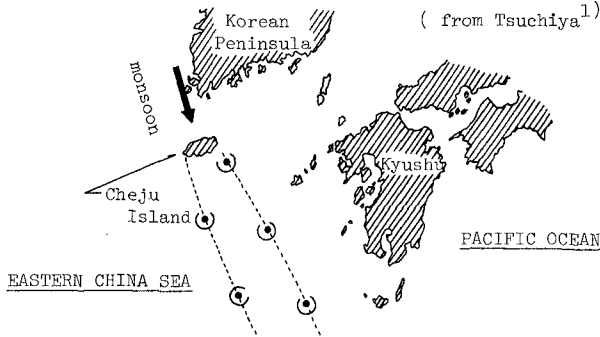 Korean
Peninsula
( from Tsuchiya1)
monsoon
Kyushu
Cheju
Island
PACIFIC OCEAN
EASTERN CHINA SEA